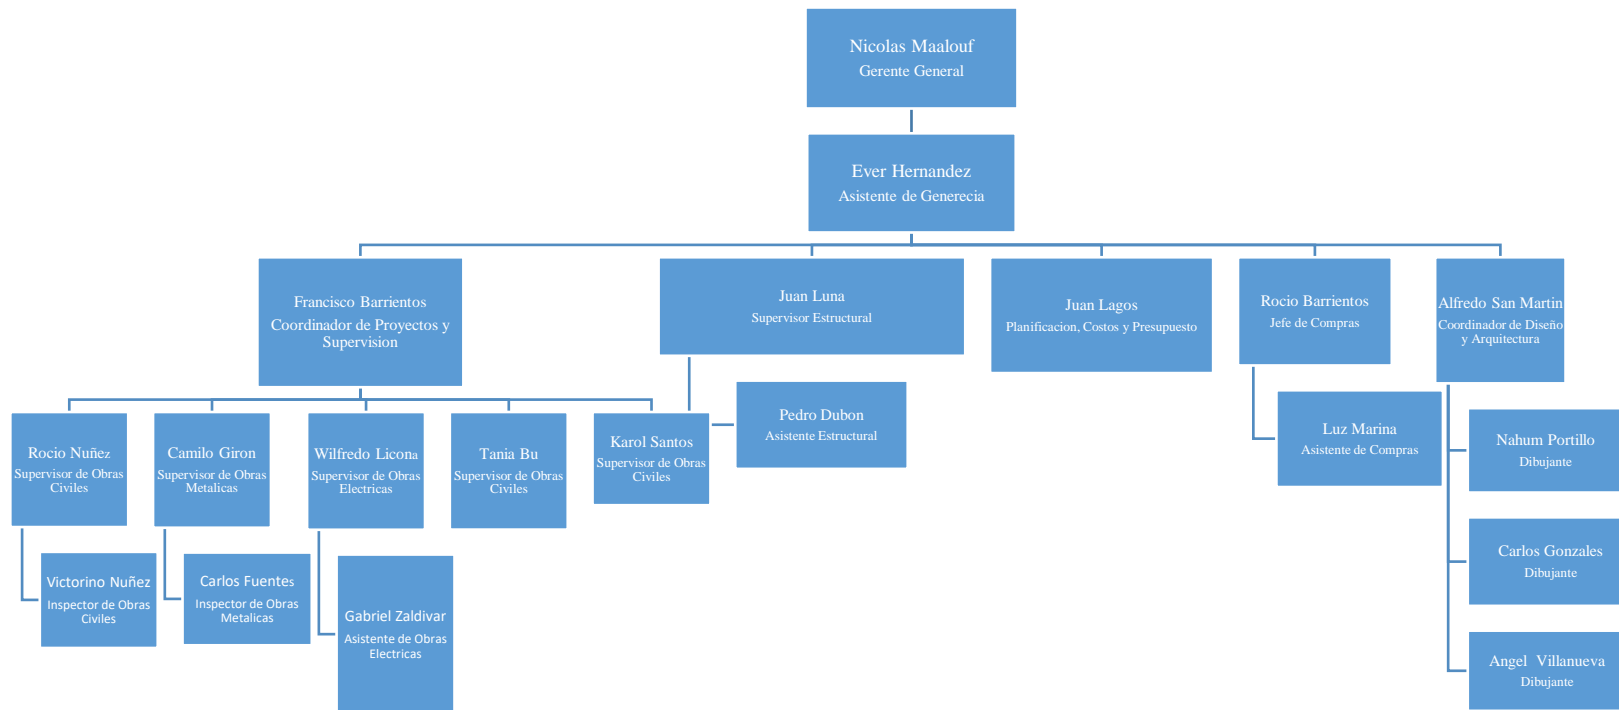 Nicolas Maalouf
Gerente General
Ever Hernandez
Asistente de Generecia
Francisco Barrientos
Coordinador de Proyectos y
Supervision
Juan Luna
Supervisor Estructural
Juan Lagos
Planificacion, Costos y Presupuesto
Rocio Barrientos
Jefe de Compras
Alfredo San Martin
Coordinador de Diseño
y Arquitectura
Rocio Nuñez
Supervisor de Obras
Civiles
Camilo Giron
Supervisor de Obras
Metalicas
Wilfredo Licona
Supervisor de Obras
Electricas
Tania Bu
Supervisor de Obras
Civiles
Karol Santos
Supervisor de Obras
Civiles
Pedro Dubon
Asistente Estructural
Luz Marina
Asistente de Compras
Nahum Portillo
Dibujante
Victorino Nuñez
Inspector de Obras
Civiles
Carlos Fuentes
Inspector de Obras
Metalicas
Gabriel Zaldivar
Asistente de Obras
Electricas
Carlos Gonzales
Dibujante
Angel Villanueva
Dibujante